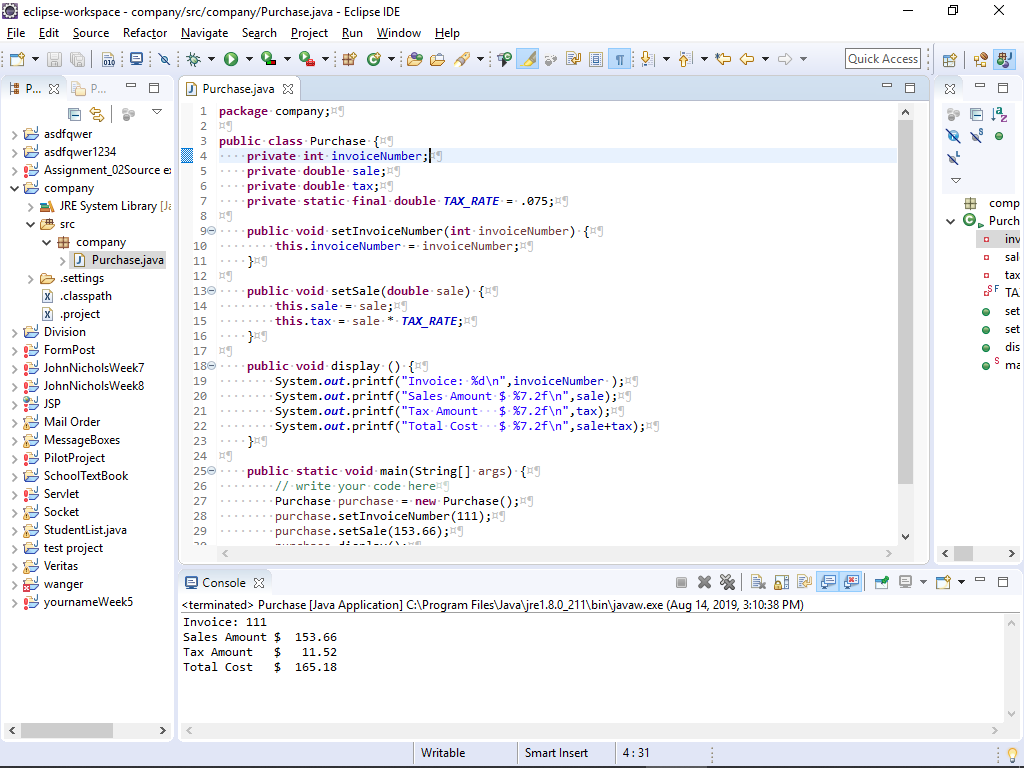 eclipse-workspace - company/src/company/Purchase.java - Eclipse IDE
File Edit Source Refactor Navigate Search Project Run Window Help
Quick Access
P...
P...
asdfqwer
asdfqwer1234
Assignment_02Source ex
company
JRE System Library [Ja
src
company
Purchase.java
.settings
.classpath
.project
Division
FormPost
JohnNicholsWeek7
JohnNicholsWeek8
JSP
Mail Order
MessageBoxes
PilotProject
SchoolTextBook
Servlet
Socket
StudentList.java
test project
Veritas
wanger
yournameWeek5
Purchase.java
1 package company;
2
3 public class Purchase {
4 private int invoiceNumber;
5 private double sale;
6 private double tax;
7 private static final double TAX_RATE = .075;
8
9 public void setInvoiceNumber(int invoiceNumber) {
10 this.invoiceNumber = invoiceNumber;
11 }
12
13 public void setSale(double sale) {
14 this.sale = sale;
15 this.tax = sale * TAX_RATE;
16 }
17
18 public void display () {
19 System.out.printf("Invoice: %d\n",invoiceNumber );
20 System.out.printf("Sales Amount $ %7.2f\n",sale);
21 System.out.printf("Tax Amount   $ %7.2f\n",tax);
22 System.out.printf("Total Cost   $ %7.2f\n",sale+tax);
23 }
24
25 public static void main(String[] args) {
26 // write your code here
27 Purchase purchase = new Purchase();
28 purchase.setInvoiceNumber(111);
29 purchase.setSale(153.66);
30 purchase.display();
comp
Purch
inv
sal
tax
TA
set
set
dis
ma
Console
<terminated> Purchase [Java Application] C:\Program Files\Java\jre1.8.0_211\bin\javaw.exe (Aug 14, 2019, 3:10:38 PM)
Invoice: 111
Sales Amount $  153.66
Tax Amount   $   11.52
Total Cost   $  165.18
Writable Smart Insert 4 : 31